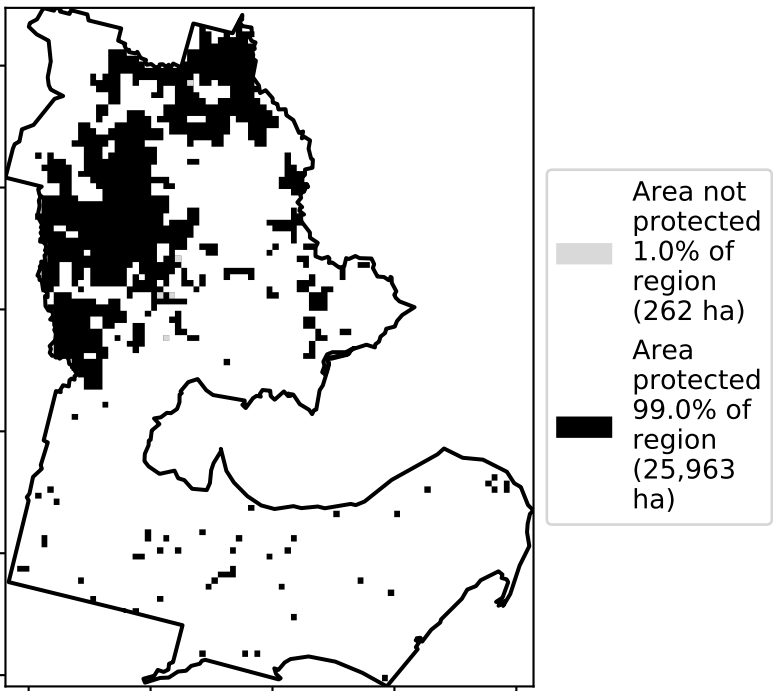 Area not
protected
1.0% of
region
(262 ha)
Area
protected
99.0% of
region
(25,963
ha)